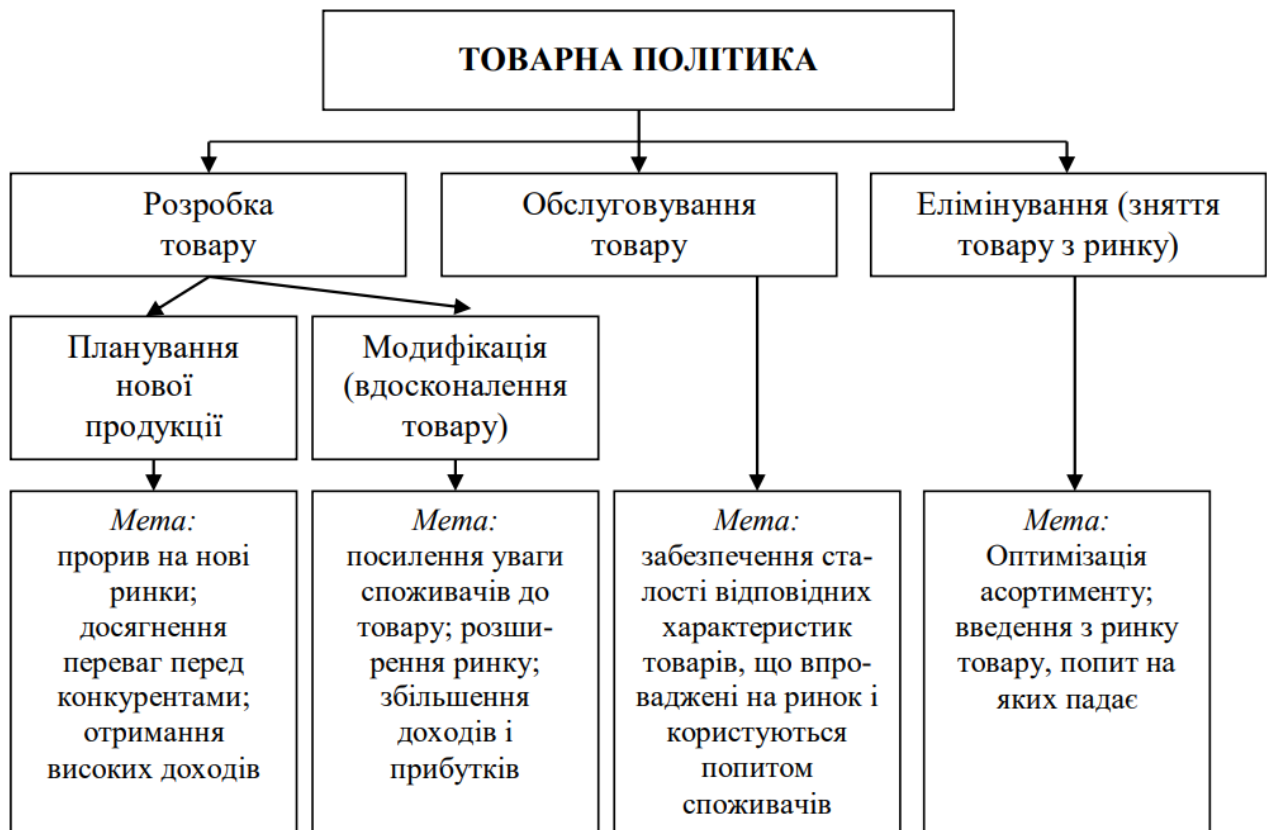 ТОВАРНА ПОЛІТИКА
Розробка
товару
Обслуговування
товару
Елімінування (зняття
товару з ринку)
Планування
нової
продукції
Модифікація
(вдосконалення
товару)
Мета:
прорив на нові
ринки;
досягнення
переваг перед
конкурентами;
отримання
високих доходів
Мета:
посилення уваги
споживачів до
товару; розши-
рення ринку;
збільшення
доходів і
прибутків
Мета:
забезпечення ста-
лості відповідних
характеристик
товарів, що впро-
ваджені на ринок і
користуються
попитом
споживачів
Мета:
Оптимізація
асортименту;
введення з ринку
товару, попит на
яких падає